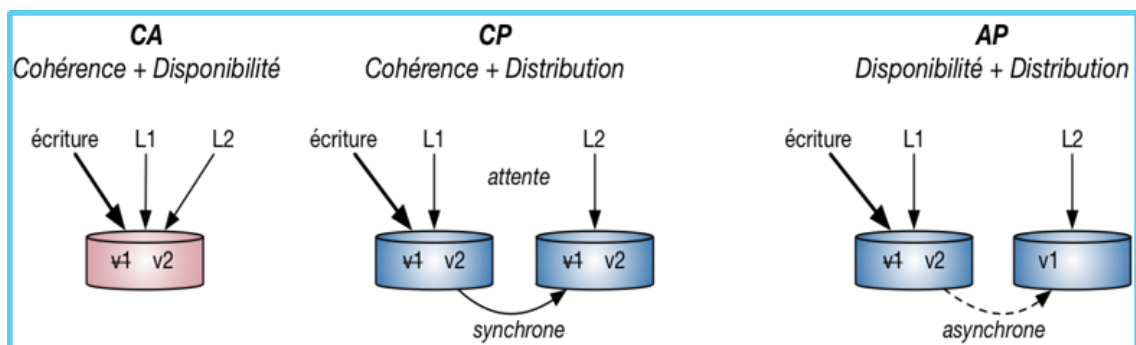 CA
Cohérence + Disponibilité
écriture L1 L2
v1 v2
CP
Cohérence + Distribution
écriture L1 L2
attente
v1 v2 v1 v2
synchrone
AP
Disponibilité + Distribution
écriture L1 L2
v1 v2 v1
asynchrone